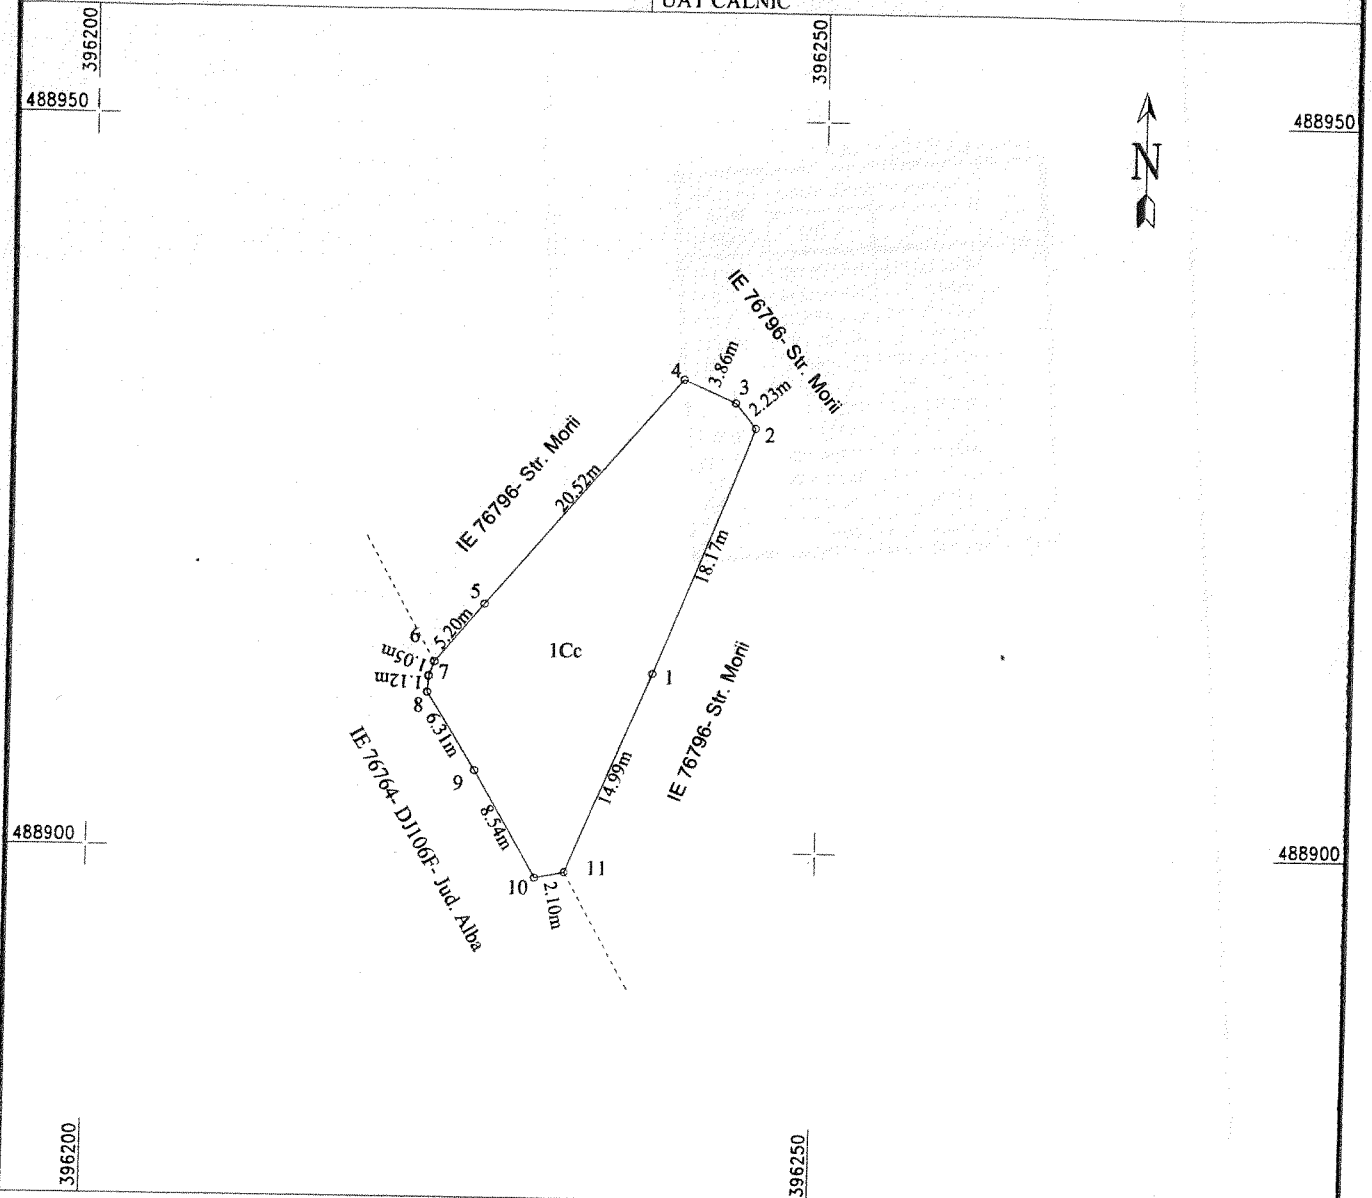 UAT CALNIC
396200
396250
488950
488950
N
IE 76796- Str. Morii
4
3.86m
3
2.23m
2
IE 76796- Str. Morii
20.52m
18.17m
5
6
5.20m
1.05m
7
1.12m
8
1Cc
1
6.31m
IE 76796- Str. Morii
9
14.99m
IE 76764- DJ106F- Jud. Alba
8.54m
488900
488900
10
2.10m
11
396200
396250